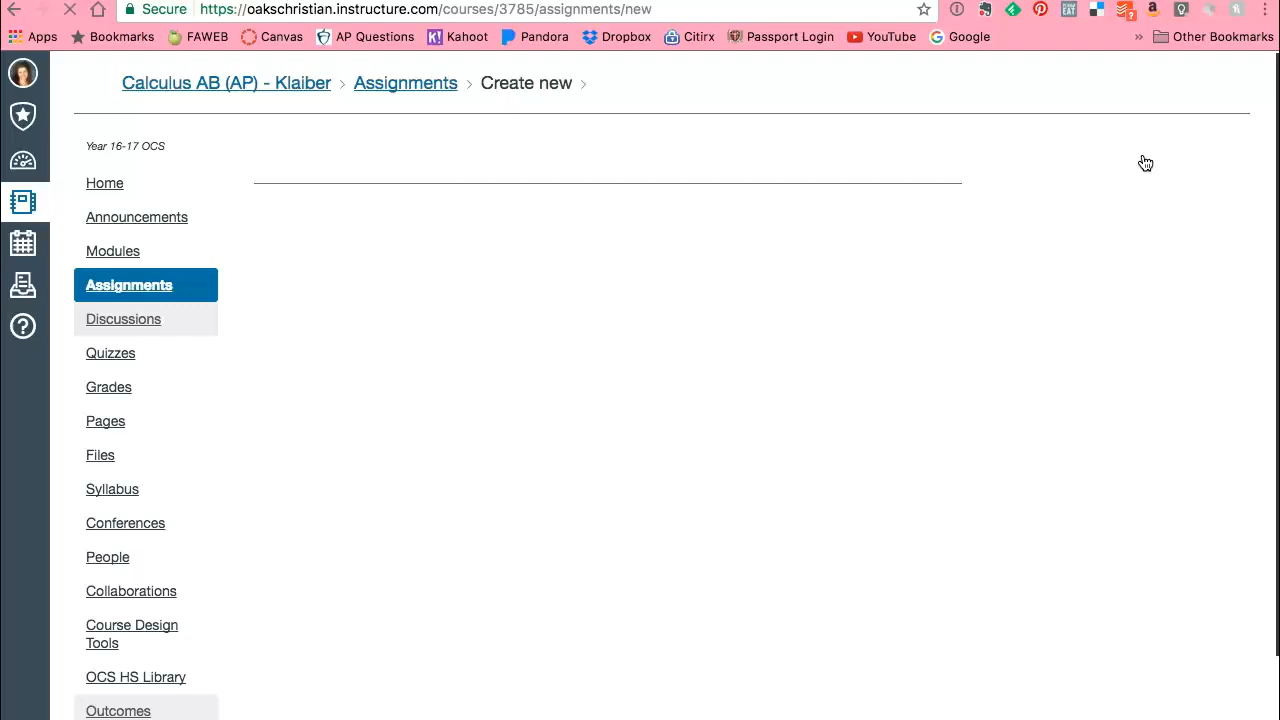 Secure https://oakschristian.instructure.com/courses/3785/assignments/new
Apps Bookmarks FAWEB Canvas AP Questions Kahoot Pandora Dropbox Citirx Passport Login YouTube Google » Other Bookmarks
Calculus AB (AP) - Klaiber > Assignments > Create new >
Year 16-17 OCS
Home
Announcements
Modules
Assignments
Discussions
Quizzes
Grades
Pages
Files
Syllabus
Conferences
People
Collaborations
Course Design
Tools
OCS HS Library
Outcomes